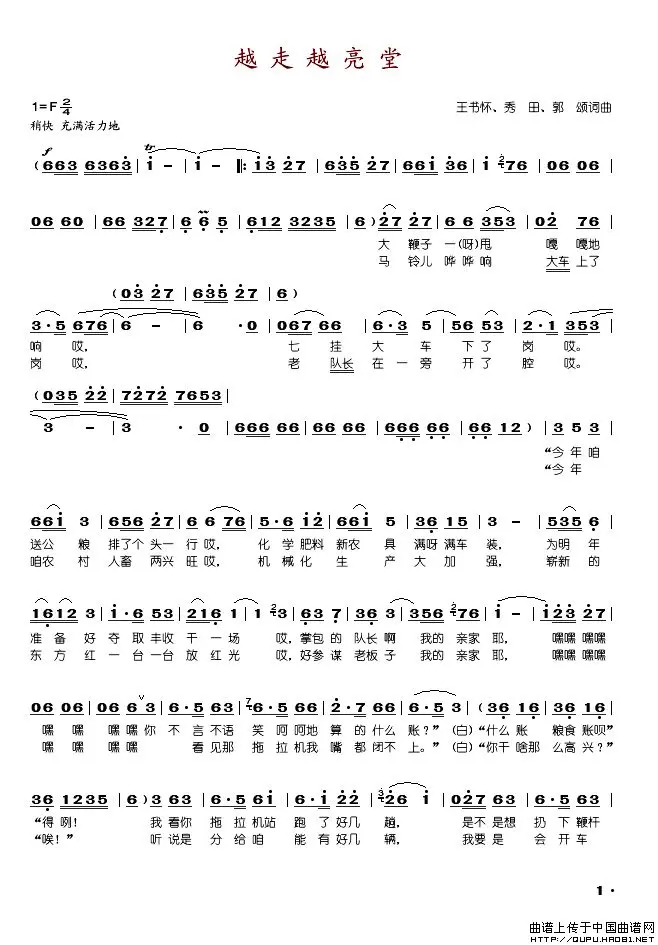 越走越亮堂
1=F 2/4
王书怀、秀 田、郭 颂词曲
稍快 充满活力地
大 鞭子 一(呀)甩 嘎 嘎地
马 铃儿 哗哗响 大车 上了
响 哎, 七 挂 大 车 下 了 岗 哎。
岗 哎, 老 队长 在 一 旁 开 了 腔 哎。
“今 年 咱
“今 年
送公 粮 排了个 头一 行 哎, 化 学 肥料 新农 具 满呀 满车 装, 为明 年
咱农 村 人畜 两兴 旺 哎, 机 械 化 生 产 大 加 强, 崭新 的
准 备 好 夺 取 丰收 干 一 场 哎, 掌包 的 队长 啊 我的 亲家 耶, 嘿嘿 嘿嘿
东 方 红 一 台 一台 放 红 光 哎, 好参 谋 老板 子 我的 亲家 耶, 嘿嘿 嘿嘿
嘿 嘿 嘿嘿 你 不 言 不语 笑 呵 呵地 算 的 什么 账?” (白)“什么 账 粮食 账呗”
嘿 嘿 嘿嘿 看 见那 拖 拉 机我 嘴 都 闭不 上。” (白)“你干 啥那 么高 兴?”
“得 咧! 我 看你 拖 拉 机站 跑 了 好几 趟, 是不 是想 扔 下 鞭杆
“唉!” 听 说是 分 给 咱 能 有 好几 辆, 我要 是 会 开 车
1·
曲谱上传于中国曲谱网
HTTP://QUPU.HAO81.NET